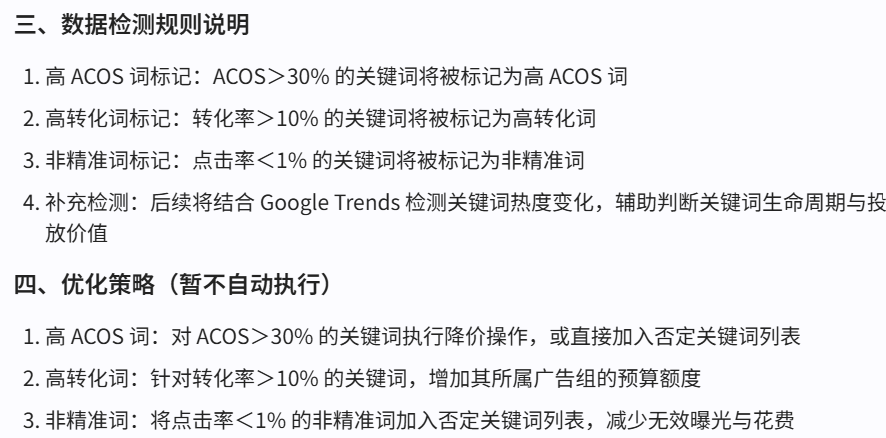 三、数据检测规则说明
1. 高 ACOS 词标记：ACOS＞30% 的关键词将被标记为高 ACOS 词
2. 高转化词标记：转化率＞10% 的关键词将被标记为高转化词
3. 非精准词标记：点击率＜1% 的关键词将被标记为非精准词
4. 补充检测：后续将结合 Google Trends 检测关键词热度变化，辅助判断关键词生命周期与投
放价值
四、优化策略（暂不自动执行）
1. 高 ACOS 词：对 ACOS＞30% 的关键词执行降价操作，或直接加入否定关键词列表
2. 高转化词：针对转化率＞10% 的关键词，增加其所属广告组的预算额度
3. 非精准词：将点击率＜1% 的非精准词加入否定关键词列表，减少无效曝光与花费